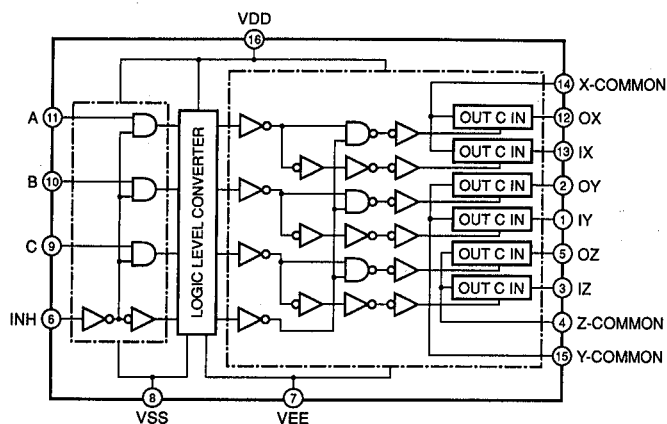 VDD
16
14
X-COMMON
A 11
OUT C IN
12 OX
OUT C IN
13 IX
B 10
OUT C IN
2 OY
OUT C IN
1 IY
C 9
OUT C IN
5 OZ
OUT C IN
3 IZ
LOGIC LEVEL CONVERTER
INH 6
4 Z-COMMON
15
Y-COMMON
8
VSS
7
VEE